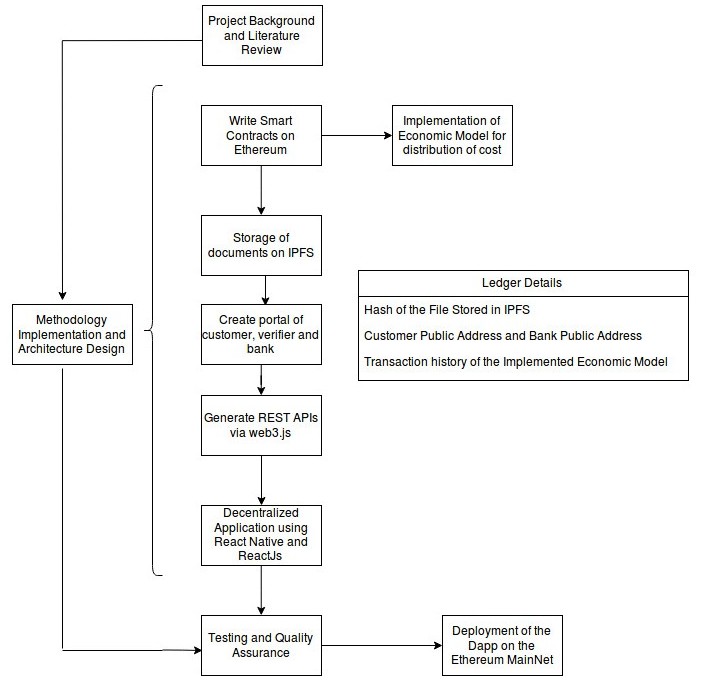 Project Background
and Literature
Review
Write Smart
Contracts on
Ethereum
Implementation of
Economic Model for
distribution of cost
Storage of
documents on IPFS
Ledger Details
Hash of the File Stored in IPFS
Customer Public Address and Bank Public Address
Transaction history of the Implemented Economic Model
Methodology
Implementation and
Architecture Design
Create portal of
customer, verifier and
bank
Generate REST APIs
via web3.js
Decentralized
Application using
React Native and
ReactJs
Testing and Quality
Assurance
Deployment of the
Dapp on the
Ethereum MainNet